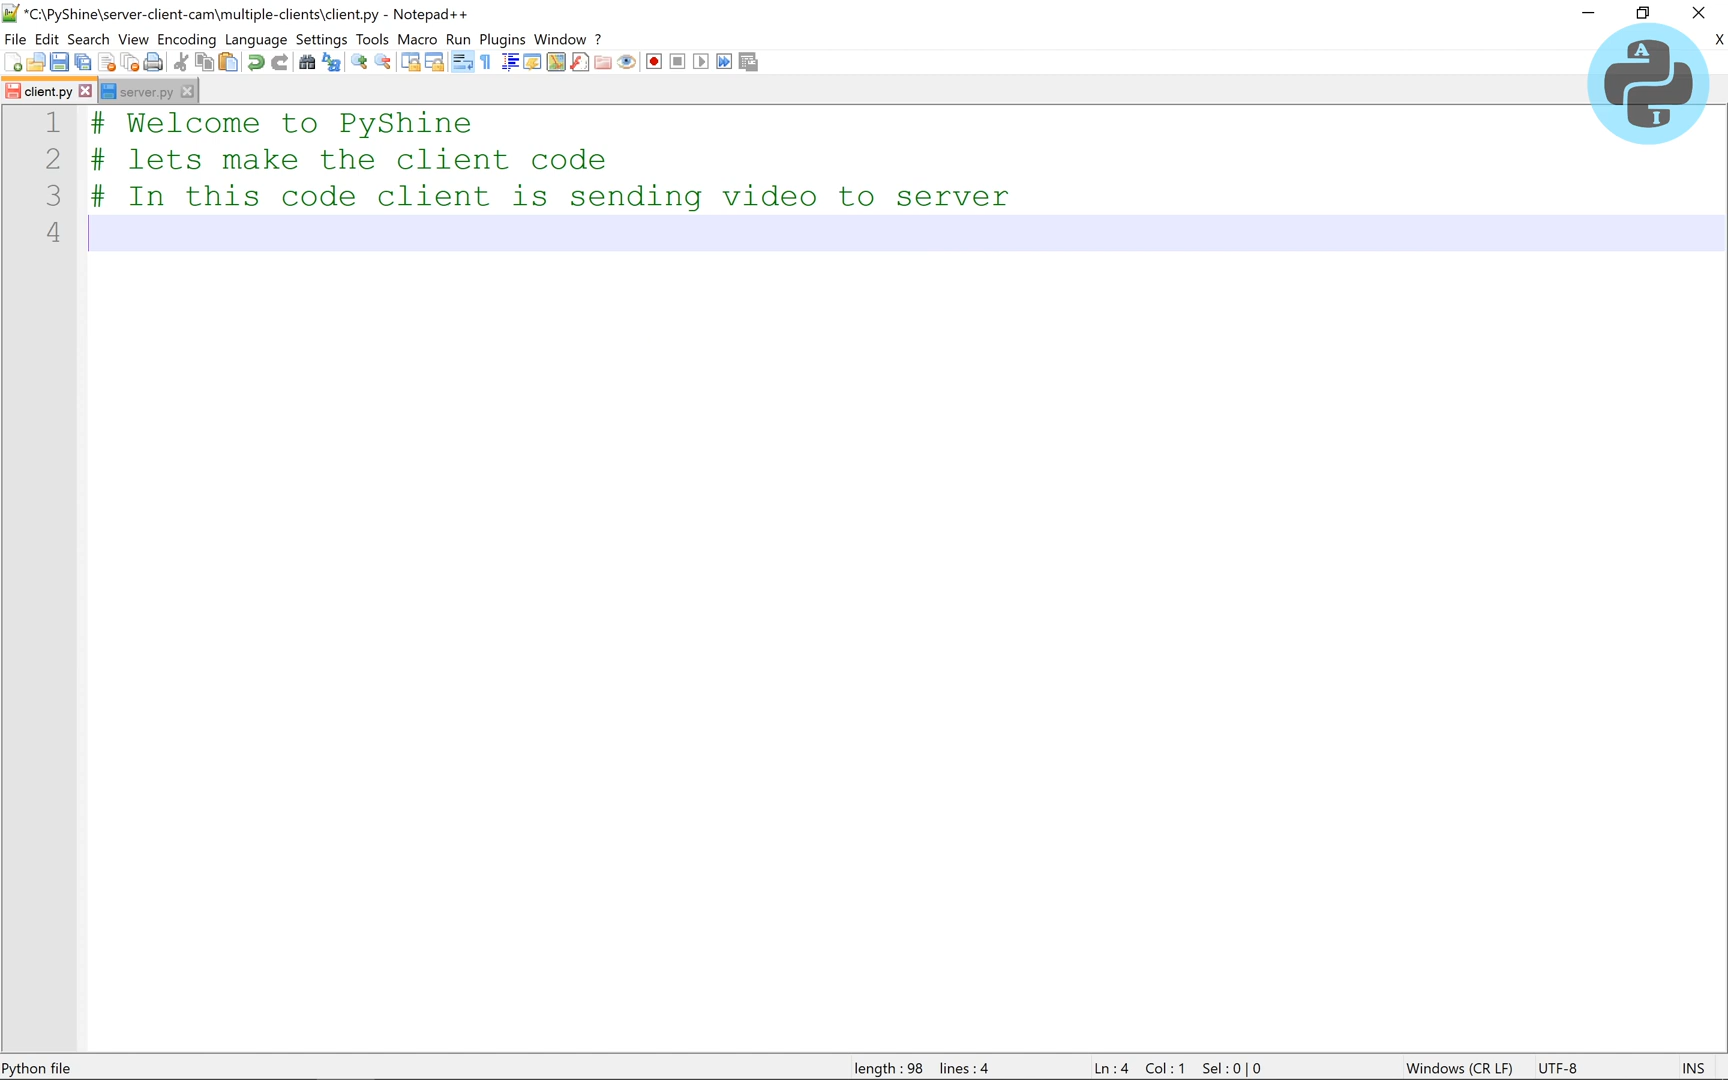 *C:\PyShine\server-client-cam\multiple-clients\client.py - Notepad++
File Edit Search View Encoding Language Settings Tools Macro Run Plugins Window ?
X
client.py server.py
A
I
1 # Welcome to PyShine
2 # lets make the client code
3 # In this code client is sending video to server
4
Python file length : 98 lines : 4 Ln : 4 Col : 1 Sel : 0 | 0 Windows (CR LF) UTF-8 INS